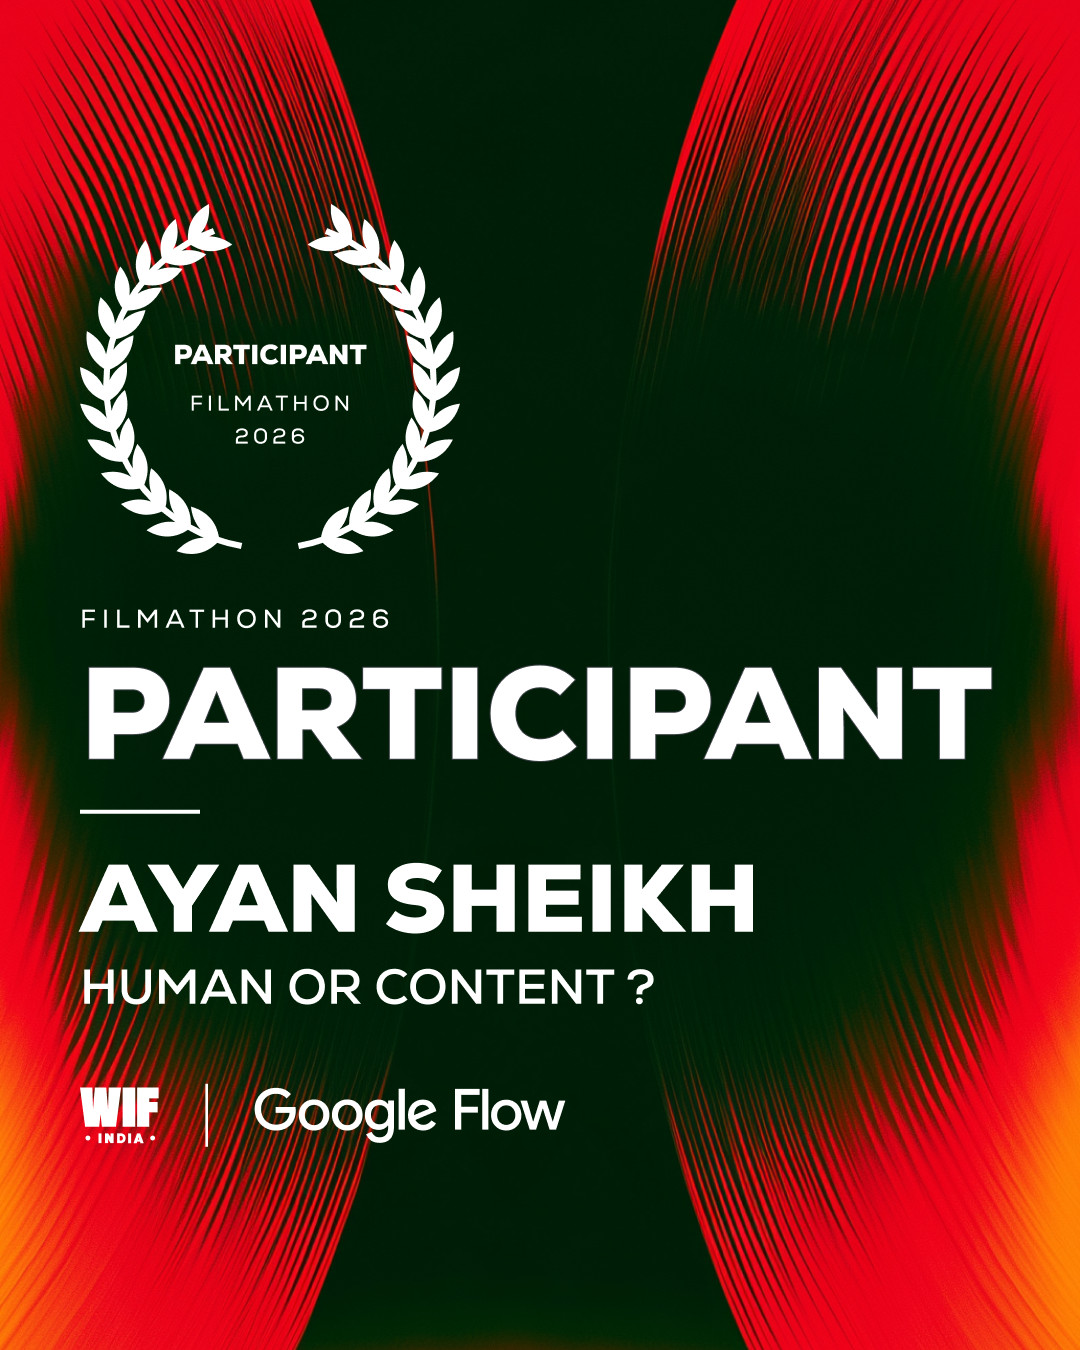 PARTICIPANT
FILMATHON
2026
FILMATHON 2026
PARTICIPANT
AYAN SHEIKH
HUMAN OR CONTENT ?
WIF
• INDIA •
Google Flow